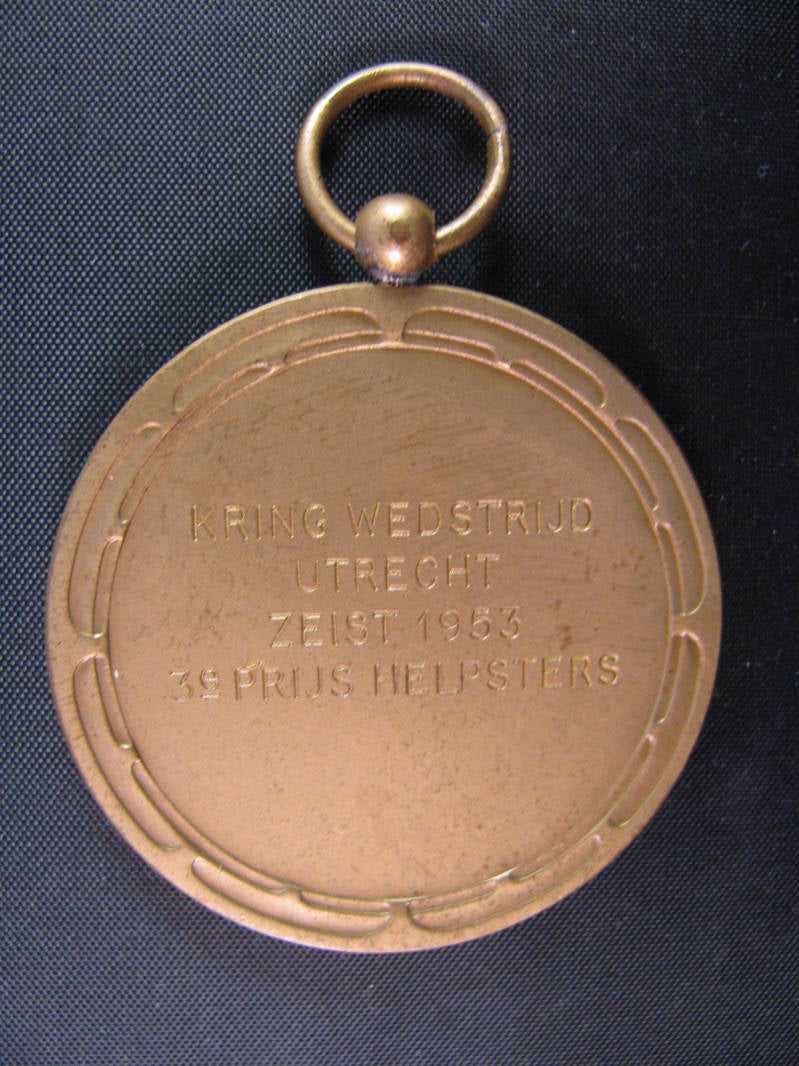 KRING WEDSTRIJD
UTRECHT
ZEIST 1953
3e PRIJS HELPSTERS